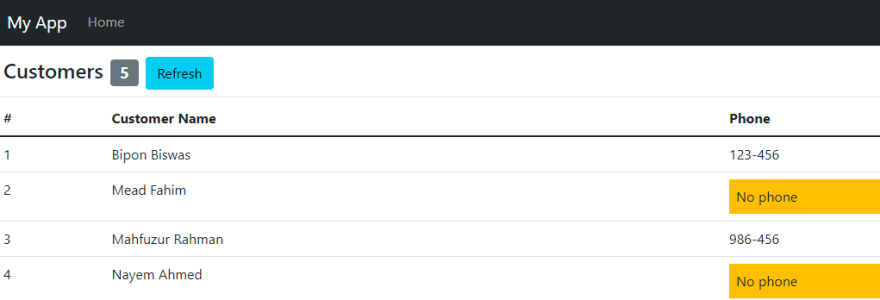 My App Home
Customers 5 Refresh
# Customer Name Phone
1 Bipon Biswas 123-456
2 Mead Fahim No phone
3 Mahfuzur Rahman 986-456
4 Nayem Ahmed No phone